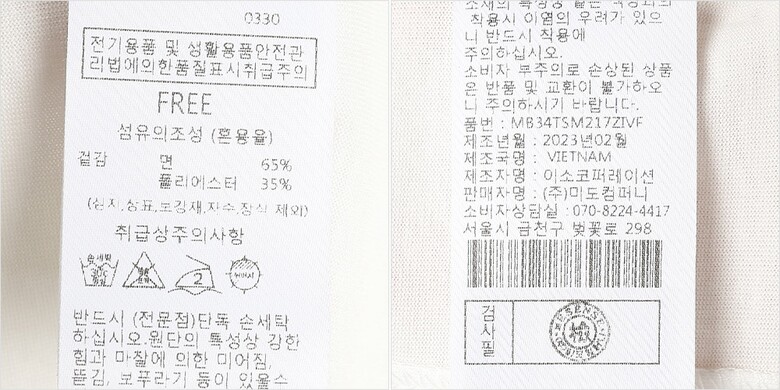 0330
전기용품 및 생활용품안전관
리법에의한품질표시취급주의
FREE
섬유의조성 (혼용율)
겉감 면 65%
폴리에스터 35%
(심지,상표,보강재,자수,장식 제외)
취급상주의사항
손세탁
2
반드시 (전문점)단독 손세탁
하십시오.원단의 특성상 강한
힘과 마찰에 의한 미어짐,
뜯김, 보푸라기 등이 있을수
소재의 특성상 짙은
착용시 이염의 우려가 있으
니 반드시 착용에
주의하십시오.
소비자 부주의로 손상된 상품
은 반품 및 교환이 불가하오
니 주의하시기 바랍니다.
품번 : MB34TSM217ZIVF
제조년월 : 2023년02월
제조국명 : VIETNAM
제조자명 : 이소코퍼레이션
판매자명 : (주)미도컴퍼니
소비자상담실 : 070-8224-4417
서울시 금천구 벚꽃로 298
검사필